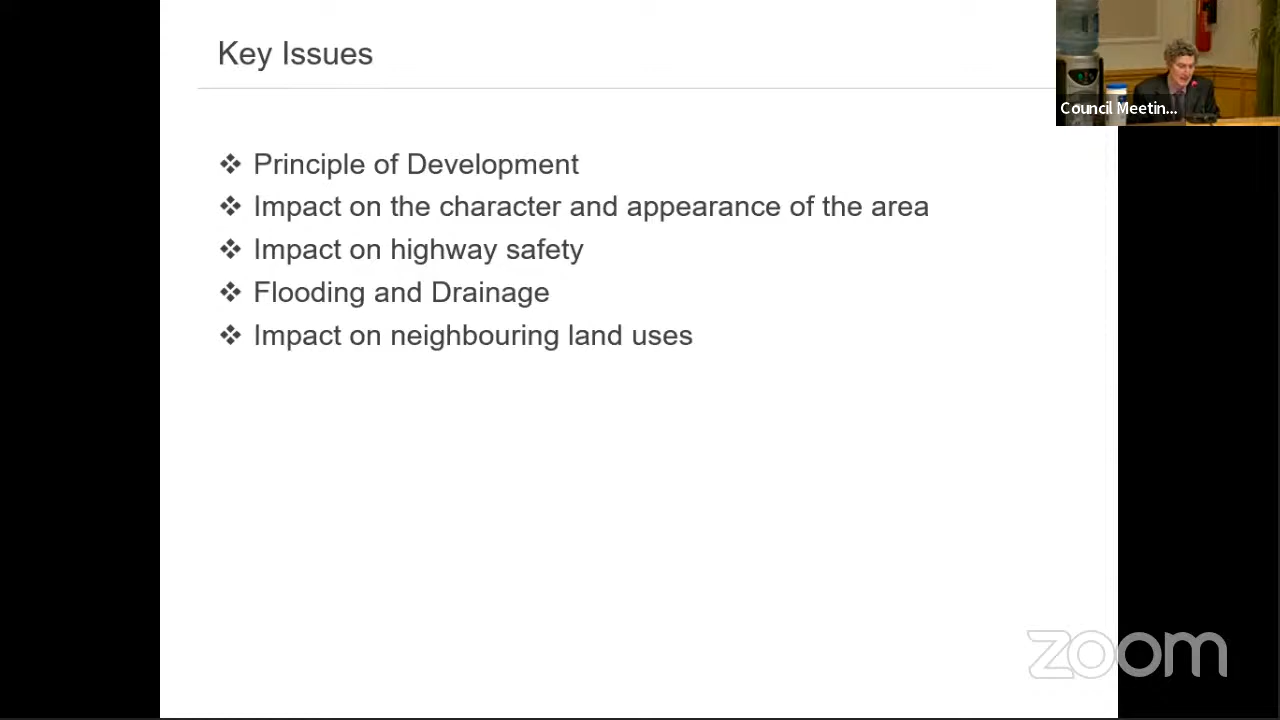 Key Issues
Council Meetin...
Principle of Development
Impact on the character and appearance of the area
Impact on highway safety
Flooding and Drainage
Impact on neighbouring land uses
zoom